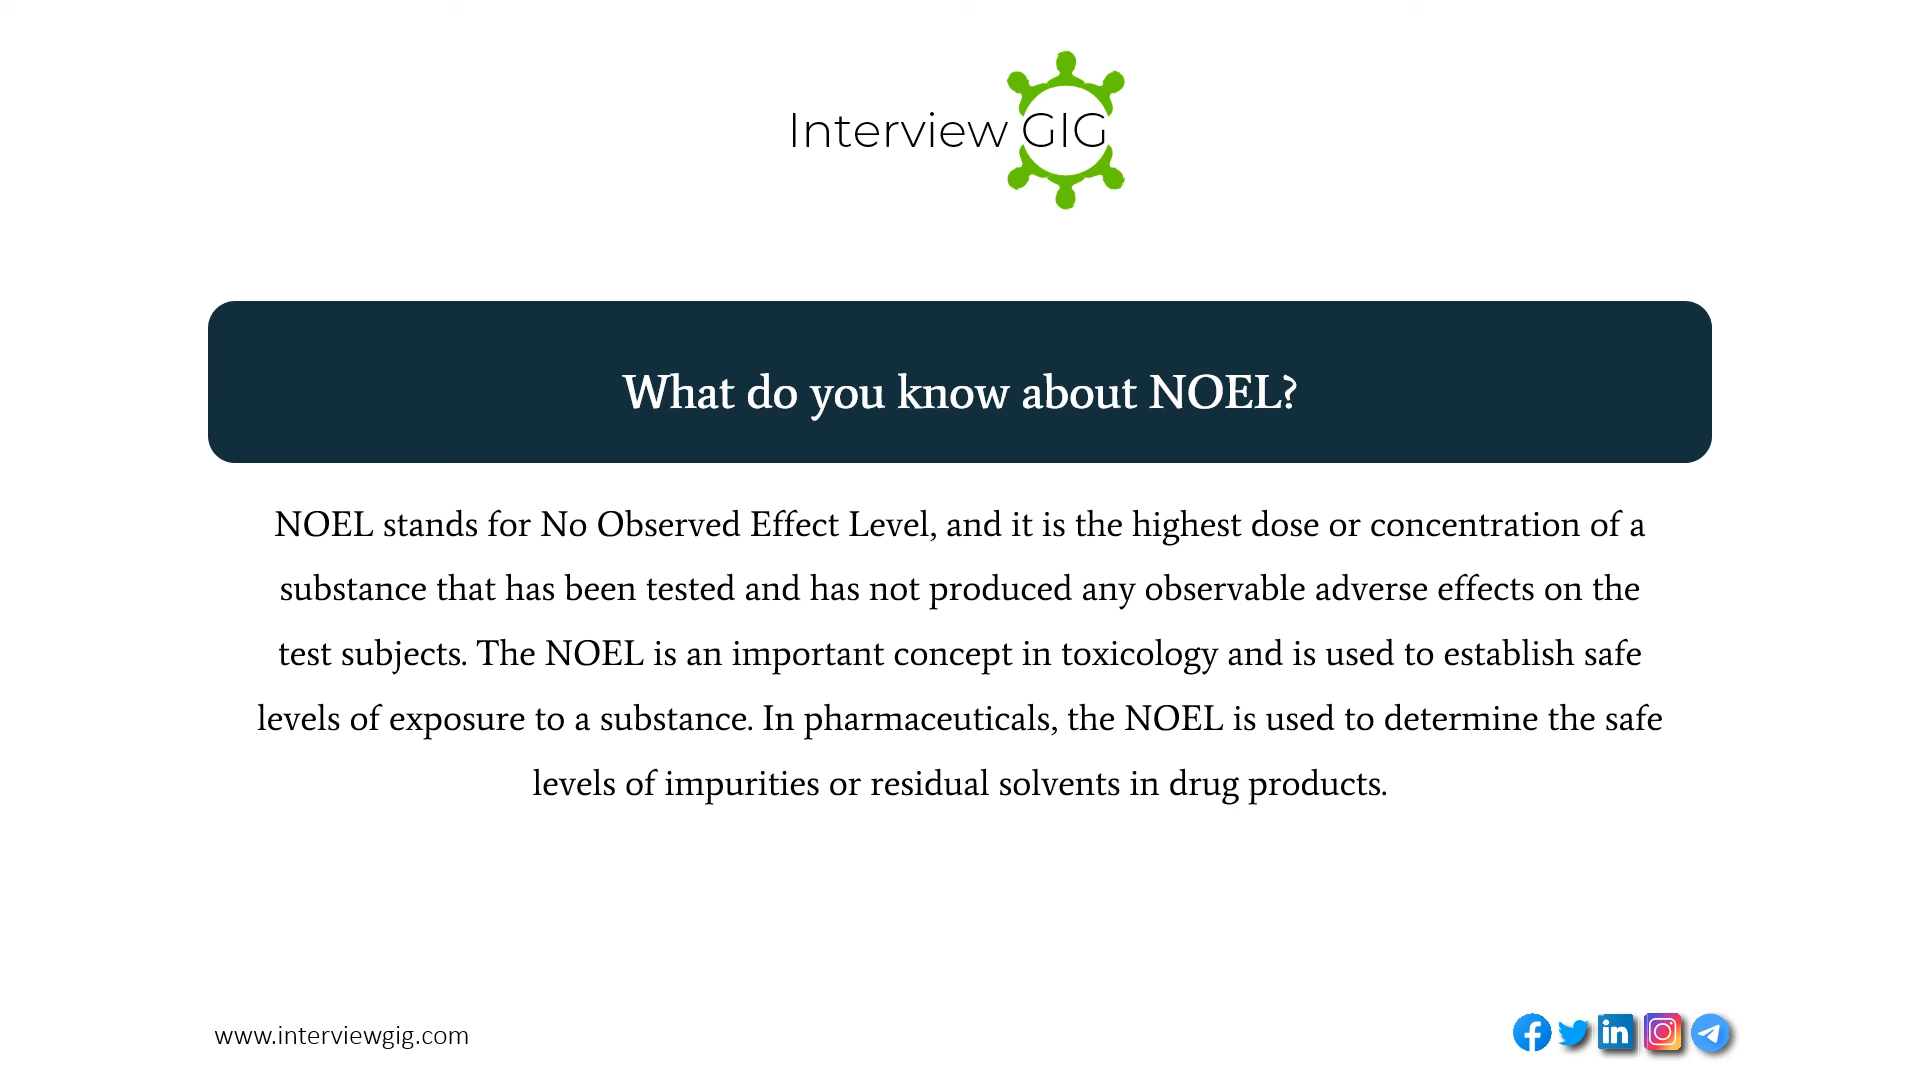 Interview GIG
What do you know about NOEL?
NOEL stands for No Observed Effect Level, and it is the highest dose or concentration of a
substance that has been tested and has not produced any observable adverse effects on the
test subjects. The NOEL is an important concept in toxicology and is used to establish safe
levels of exposure to a substance. In pharmaceuticals, the NOEL is used to determine the safe
levels of impurities or residual solvents in drug products.
www.interviewgig.com